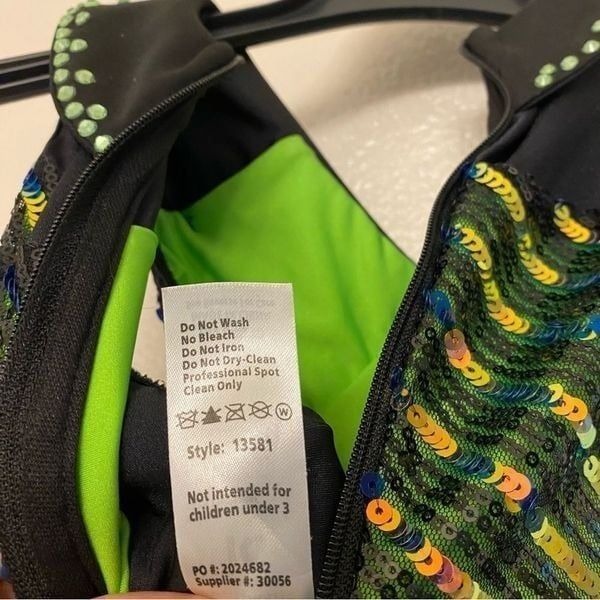 Do Not Wash
No Bleach
Do Not Iron
Do Not Dry-Clean
Professional Spot
Clean Only
W
Style: 13581
Not intended for
children under 3
PO #: 2024682
Supplier #: 30056